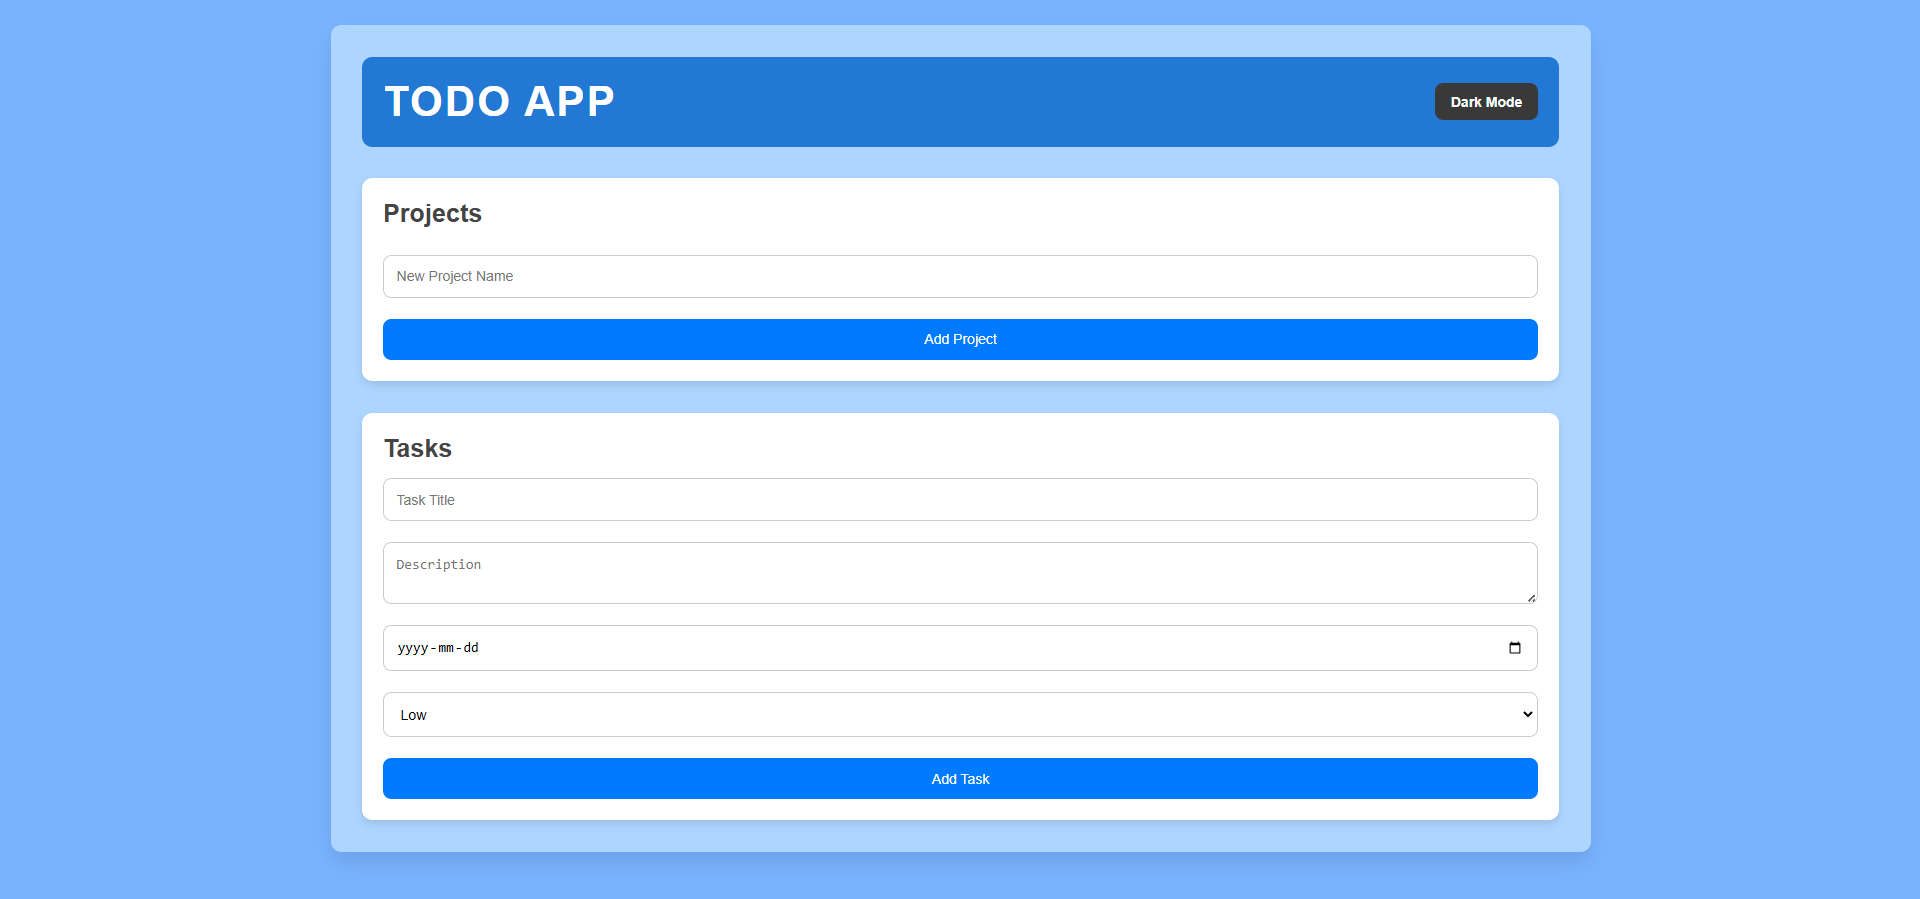 TODO APP
Dark Mode
Projects
New Project Name
Add Project
Tasks
Task Title
Description
yyyy-mm-dd
Low
Add Task